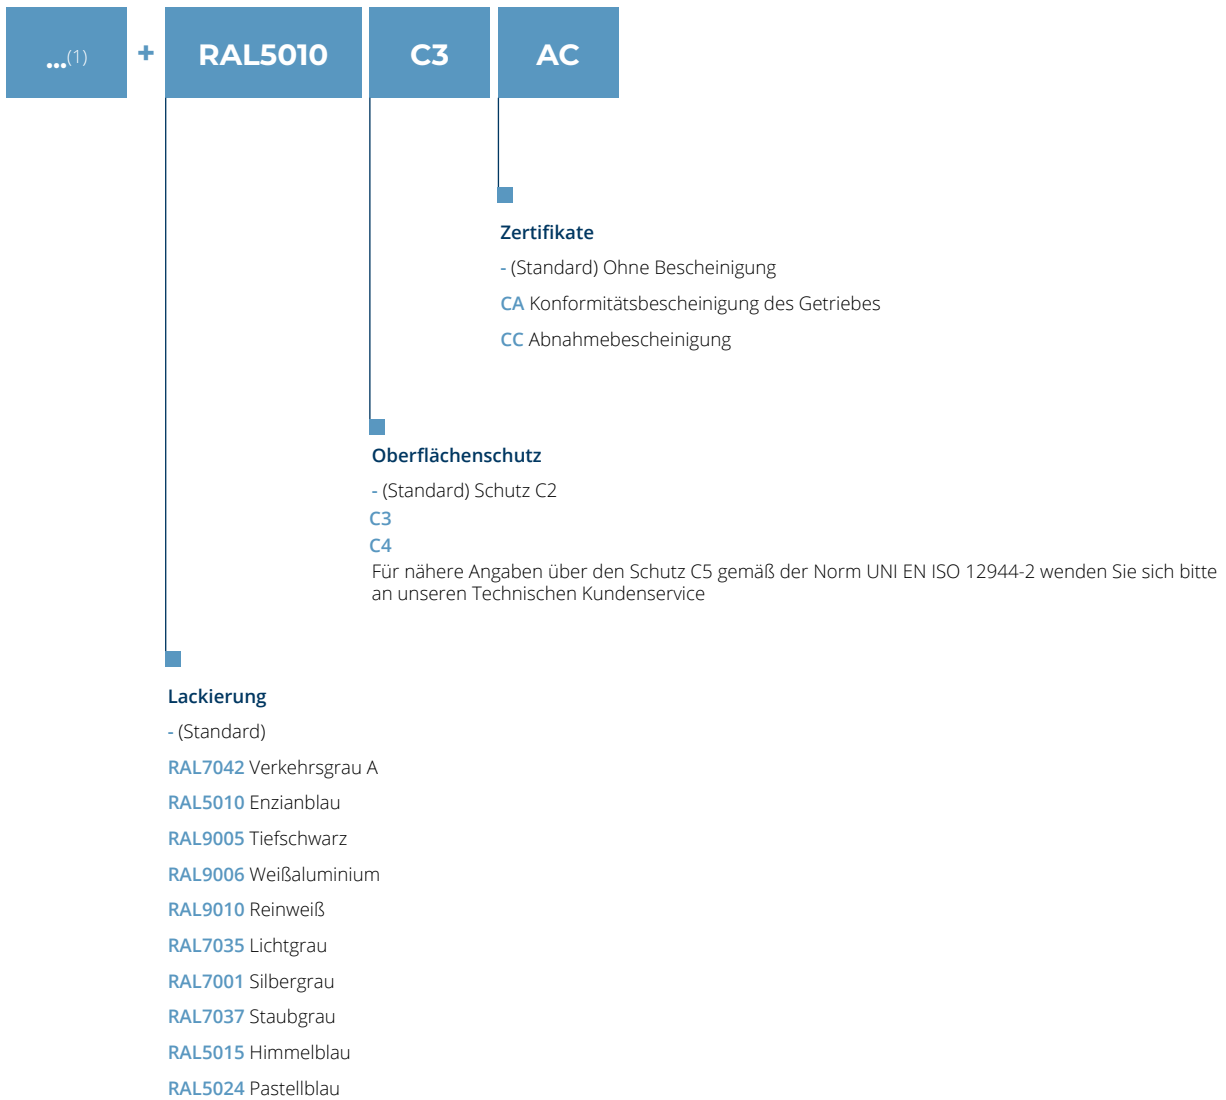 ...(1) + RAL5010 C3 AC
Zertifikate
- (Standard) Ohne Bescheinigung
CA Konformitätsbescheinigung des Getriebes
CC Abnahmebescheinigung
Oberflächenschutz
- (Standard) Schutz C2
C3
C4
Für nähere Angaben über den Schutz C5 gemäß der Norm UNI EN ISO 12944-2 wenden Sie sich bitte
an unseren Technischen Kundenservice
Lackierung
- (Standard)
RAL7042 Verkehrsgrau A
RAL5010 Enzianblau
RAL9005 Tiefschwarz
RAL9006 Weißaluminium
RAL9010 Reinweiß
RAL7035 Lichtgrau
RAL7001 Silbergrau
RAL7037 Staubgrau
RAL5015 Himmelblau
RAL5024 Pastellblau